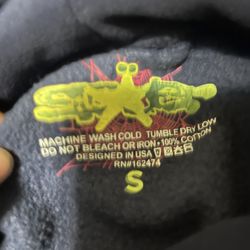 MACHINE WASH COLD TUMBLE DRY LOW
DO NOT BLEACH OR IRON • 100% COTTON
DESIGNED IN USA
RN#162474
S